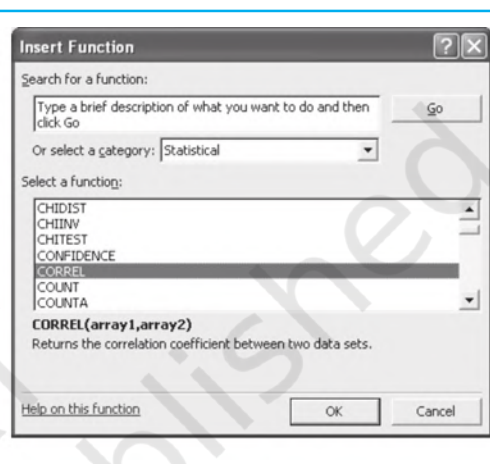 Insert Function
Search for a function:
Type a brief description of what you want to do and then
click Go
Go
Or select a category: Statistical
Select a function:
CHIDIST
CHIINV
CHITEST
CONFIDENCE
CORREL
COUNT
COUNTA
CORREL(array1,array2)
Returns the correlation coefficient between two data sets.
Help on this function
OK
Cancel